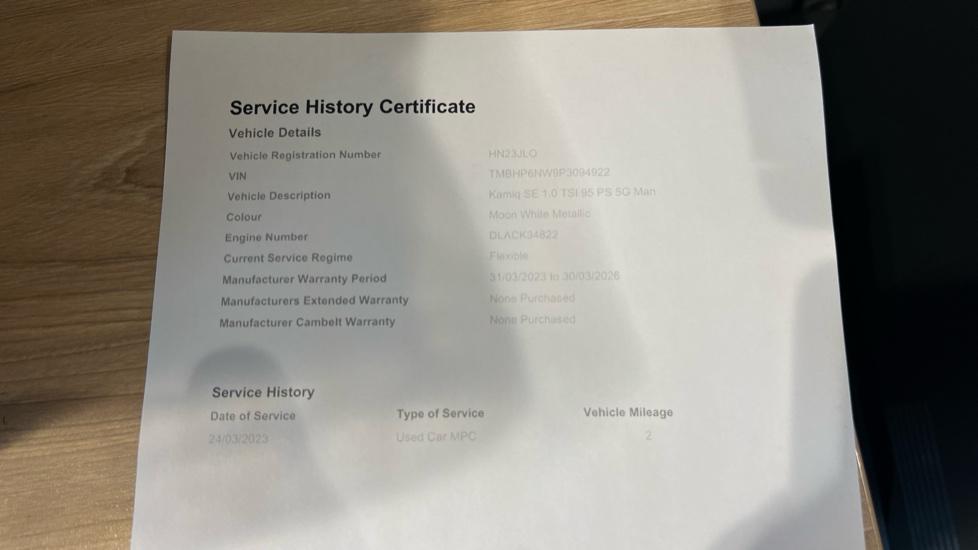 Service History Certificate
Vehicle Details
Vehicle Registration Number HN23JLO
VIN TMBHP6NW9P3094922
Vehicle Description Kamiq SE 1.0 TSI 95 PS 5G Man
Colour Moon White Metallic
Engine Number DLACK34822
Current Service Regime Flexible
Manufacturer Warranty Period 31/03/2023 to 30/03/2026
Manufacturers Extended Warranty None Purchased
Manufacturer Cambelt Warranty None Purchased
Service History
Date of Service Type of Service Vehicle Mileage
24/03/2023 Used Car MPC 2